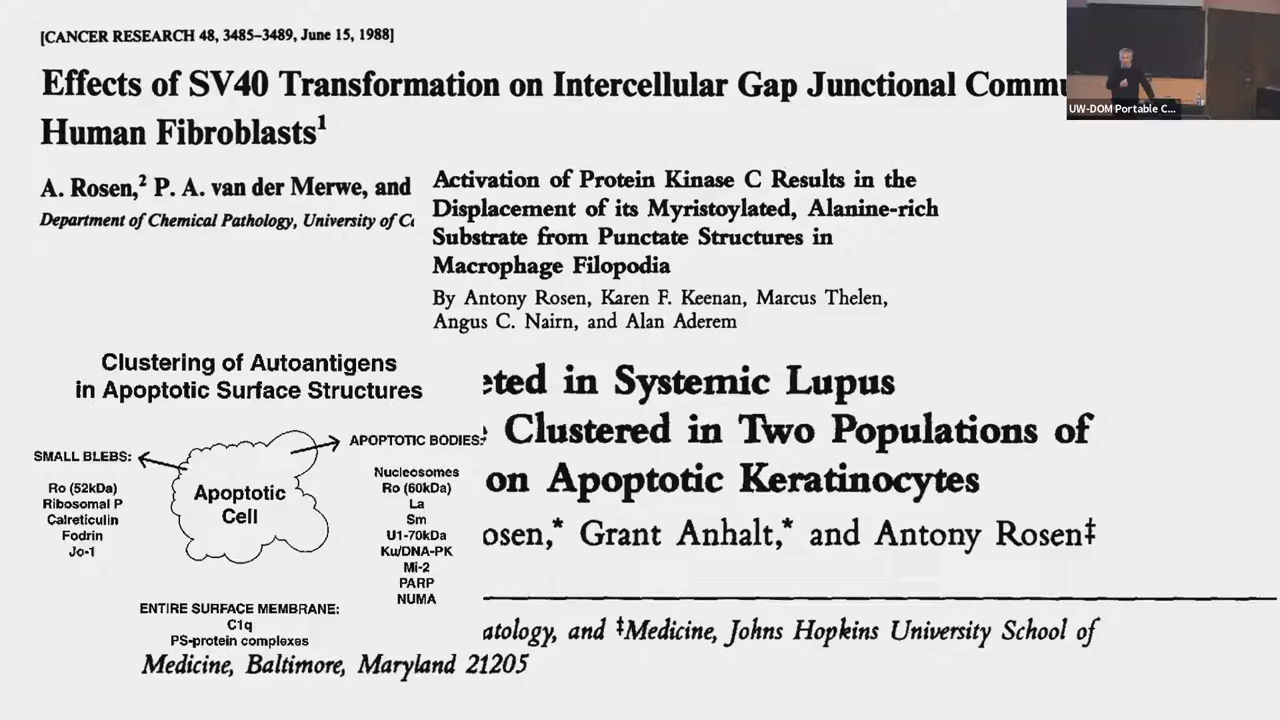 [CANCER RESEARCH 48, 3485–3489, June 15, 1988]
Effects of SV40 Transformation on Intercellular Gap Junctional Commu
Human Fibroblasts¹
A. Rosen,² P. A. van der Merwe, and
Department of Chemical Pathology, University of Ca
Activation of Protein Kinase C Results in the
Displacement of its Myristoylated, Alanine-rich
Substrate from Punctate Structures in
Macrophage Filopodia
By Antony Rosen, Karen F. Keenan, Marcus Thelen,
Angus C. Nairn, and Alan Aderem
Clustering of Autoantigens
in Apoptotic Surface Structures
SMALL BLEBS:
Ro (52kDa)
Ribosomal P
Calreticulin
Fodrin
Jo-1
Apoptotic
Cell
APOPTOTIC BODIES:
Nucleosomes
Ro (60kDa)
La
Sm
U1-70kDa
Ku/DNA-PK
Mi-2
PARP
NUMA
ENTIRE SURFACE MEMBRANE:
C1q
PS-protein complexes
eted in Systemic Lupus
Clustered in Two Populations of
on Apoptotic Keratinocytes
osen,* Grant Anhalt,* and Antony Rosen‡
atology, and ‡Medicine, Johns Hopkins University School of
Medicine, Baltimore, Maryland 21205
UW-DOM Portable C...